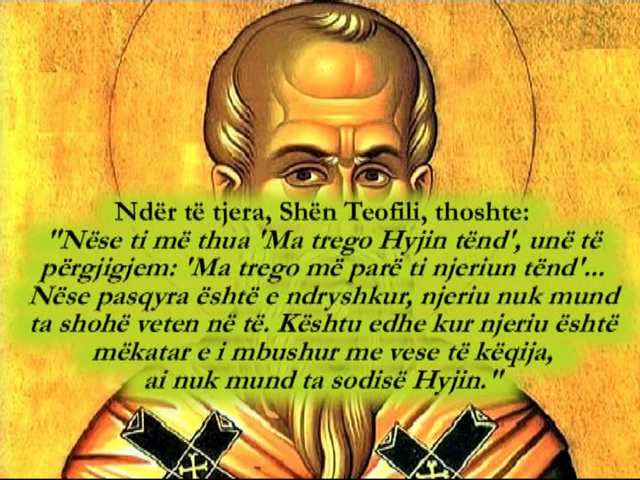 Ndër të tjera, Shën Teofili, thoshte:
"Nëse ti më thua 'Ma trego Hyjin tënd', unë të
përgjigjem: 'Ma trego më parë ti njeriun tënd'...
Nëse pasqyra është e ndryshkur, njeriu nuk mund
ta shohë veten në të. Kështu edhe kur njeriu është
mëkatar e i mbushur me vese të këqija,
ai nuk mund ta sodisë Hyjin."